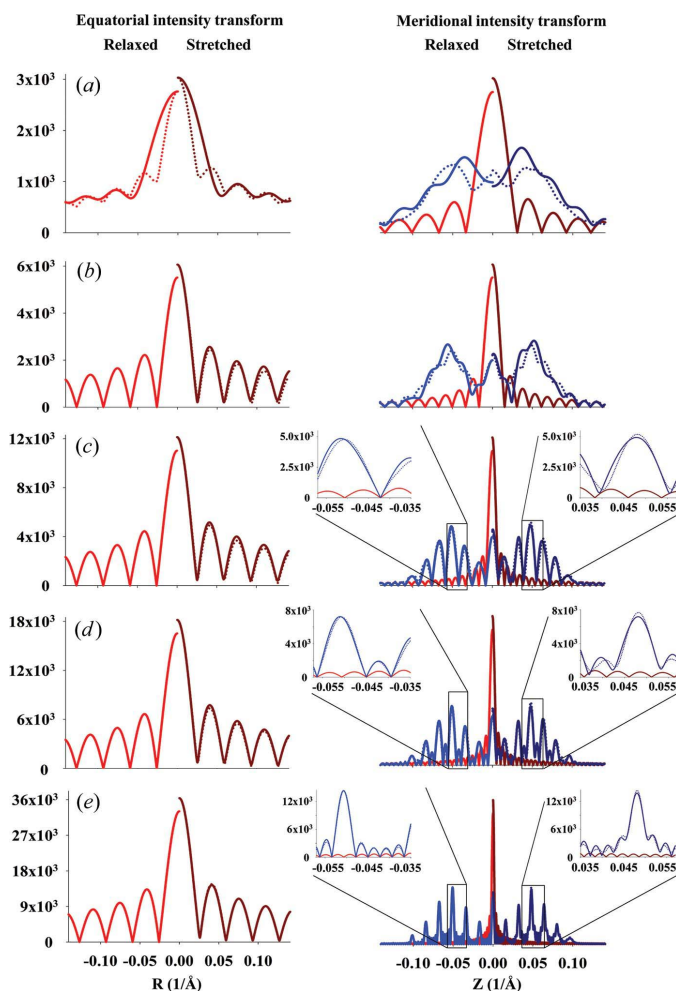 Equatorial intensity transform Meridional intensity transform
Relaxed Stretched Relaxed Stretched
(a)
3x10³
2x10³
1x10³
0
(b)
6x10³
4x10³
2x10³
0
(c)
12x10³
8x10³
4x10³
0
5.0x10³
2.5x10³
0
-0.055 -0.045 -0.035
5.0x10³
2.5x10³
0
0.035 0.045 0.055
(d)
18x10³
12x10³
6x10³
0
8x10³
4x10³
0
-0.055 -0.045 -0.035
8x10³
4x10³
0
0.035 0.045 0.055
(e)
36x10³
27x10³
18x10³
9x10³
0
12x10³
6x10³
0
-0.055 -0.045 -0.035
12x10³
6x10³
0
0.035 0.045 0.055
-0.10 -0.05 0.00 0.05 0.10 -0.10 -0.05 0.00 0.05 0.10
R (1/Å) Z (1/Å)